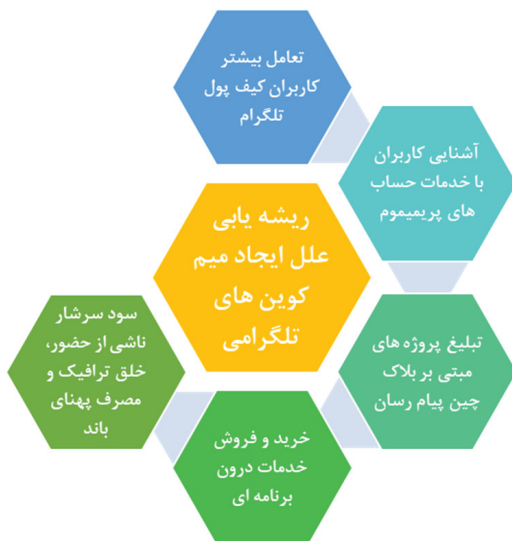 تعامل بیشتر
کاربران کیف پول
تلگرام
آشنایی کاربران
با خدمات حساب
های پریمیموم
ریشه یابی
علل ایجاد میم
کوین های
تلگرامی
تبلیغ پروژه های
مبتی بر بلاک
چین پیام رسان
خرید و فروش
خدمات درون
برنامه ای
سود سرشار
ناشی از حضور،
خلق ترافیک و
مصرف پهنای
باند